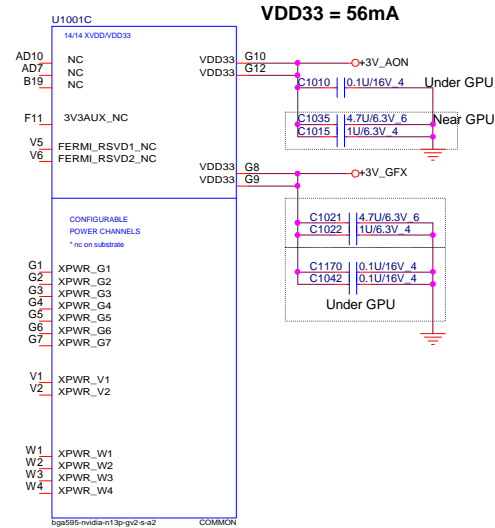 VDD33 = 56mA
U1001C
14/14 XVDD/VDD33
AD10 NC VDD33 G10 +3V_AON
AD7 NC VDD33 G12
B19 NC
C1010 0.1U/16V_4 Under GPU
C1035 4.7U/6.3V_6 Near GPU
F11 3V3AUX_NC
C1015 1U/6.3V_4
V5 FERMI_RSVD1_NC
V6 FERMI_RSVD2_NC
VDD33 G8 +3V_GFX
VDD33 G9
CONFIGURABLE
POWER CHANNELS
* nc on substrate
C1021 4.7U/6.3V_6
C1022 1U/6.3V_4
G1 XPWR_G1
C1170 0.1U/16V_4
G2 XPWR_G2
C1042 0.1U/16V_4
G3 XPWR_G3
G4 XPWR_G4
Under GPU
G5 XPWR_G5
G6 XPWR_G6
G7 XPWR_G7
V1 XPWR_V1
V2 XPWR_V2
W1 XPWR_W1
W2 XPWR_W2
W3 XPWR_W3
W4 XPWR_W4
bga595-nvidia-n13p-gv2-s-a2 COMMON